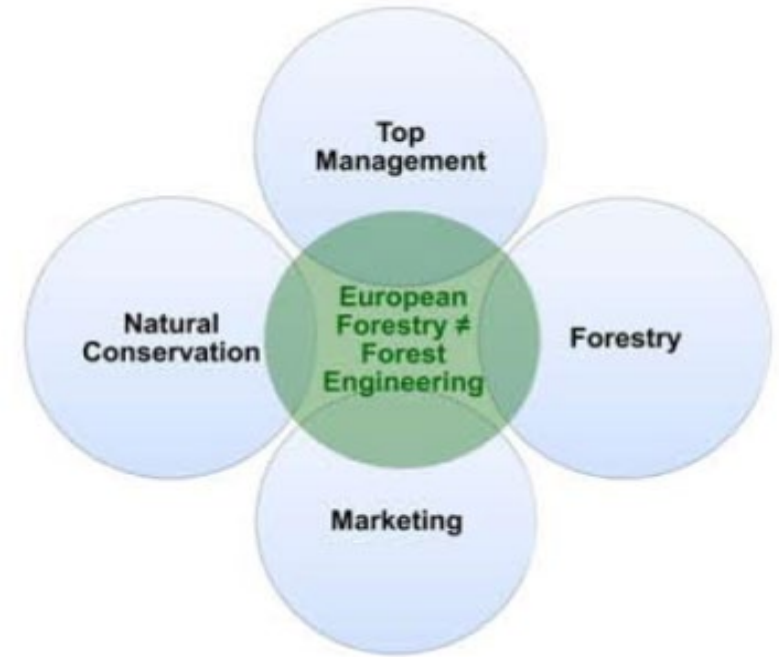 Top
Management
Natural
Conservation
European
Forestry ≠
Forest
Engineering
Forestry
Marketing